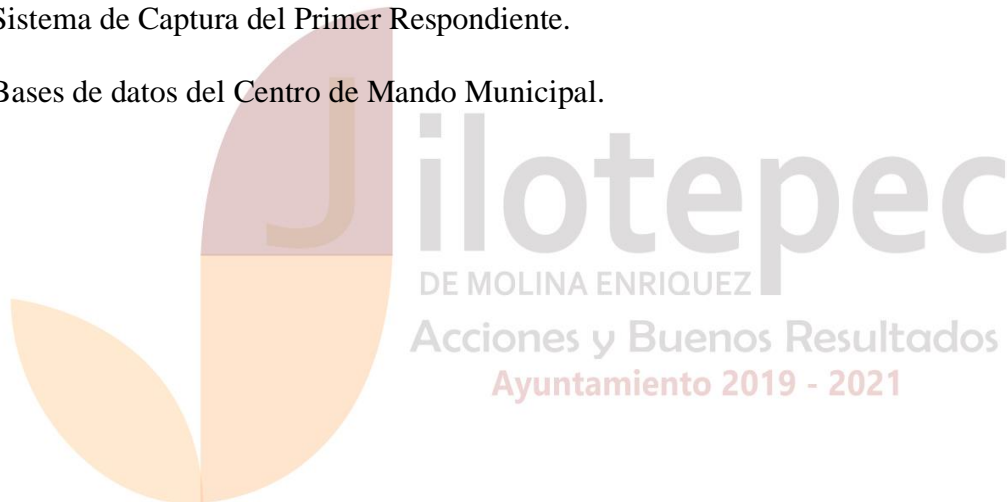 Sistema de Captura del Primer Respondiente.
Bases de datos del Centro de Mando Municipal.
Jilotepec
DE MOLINA ENRIQUEZ
Acciones y Buenos Resultados
Ayuntamiento 2019 - 2021